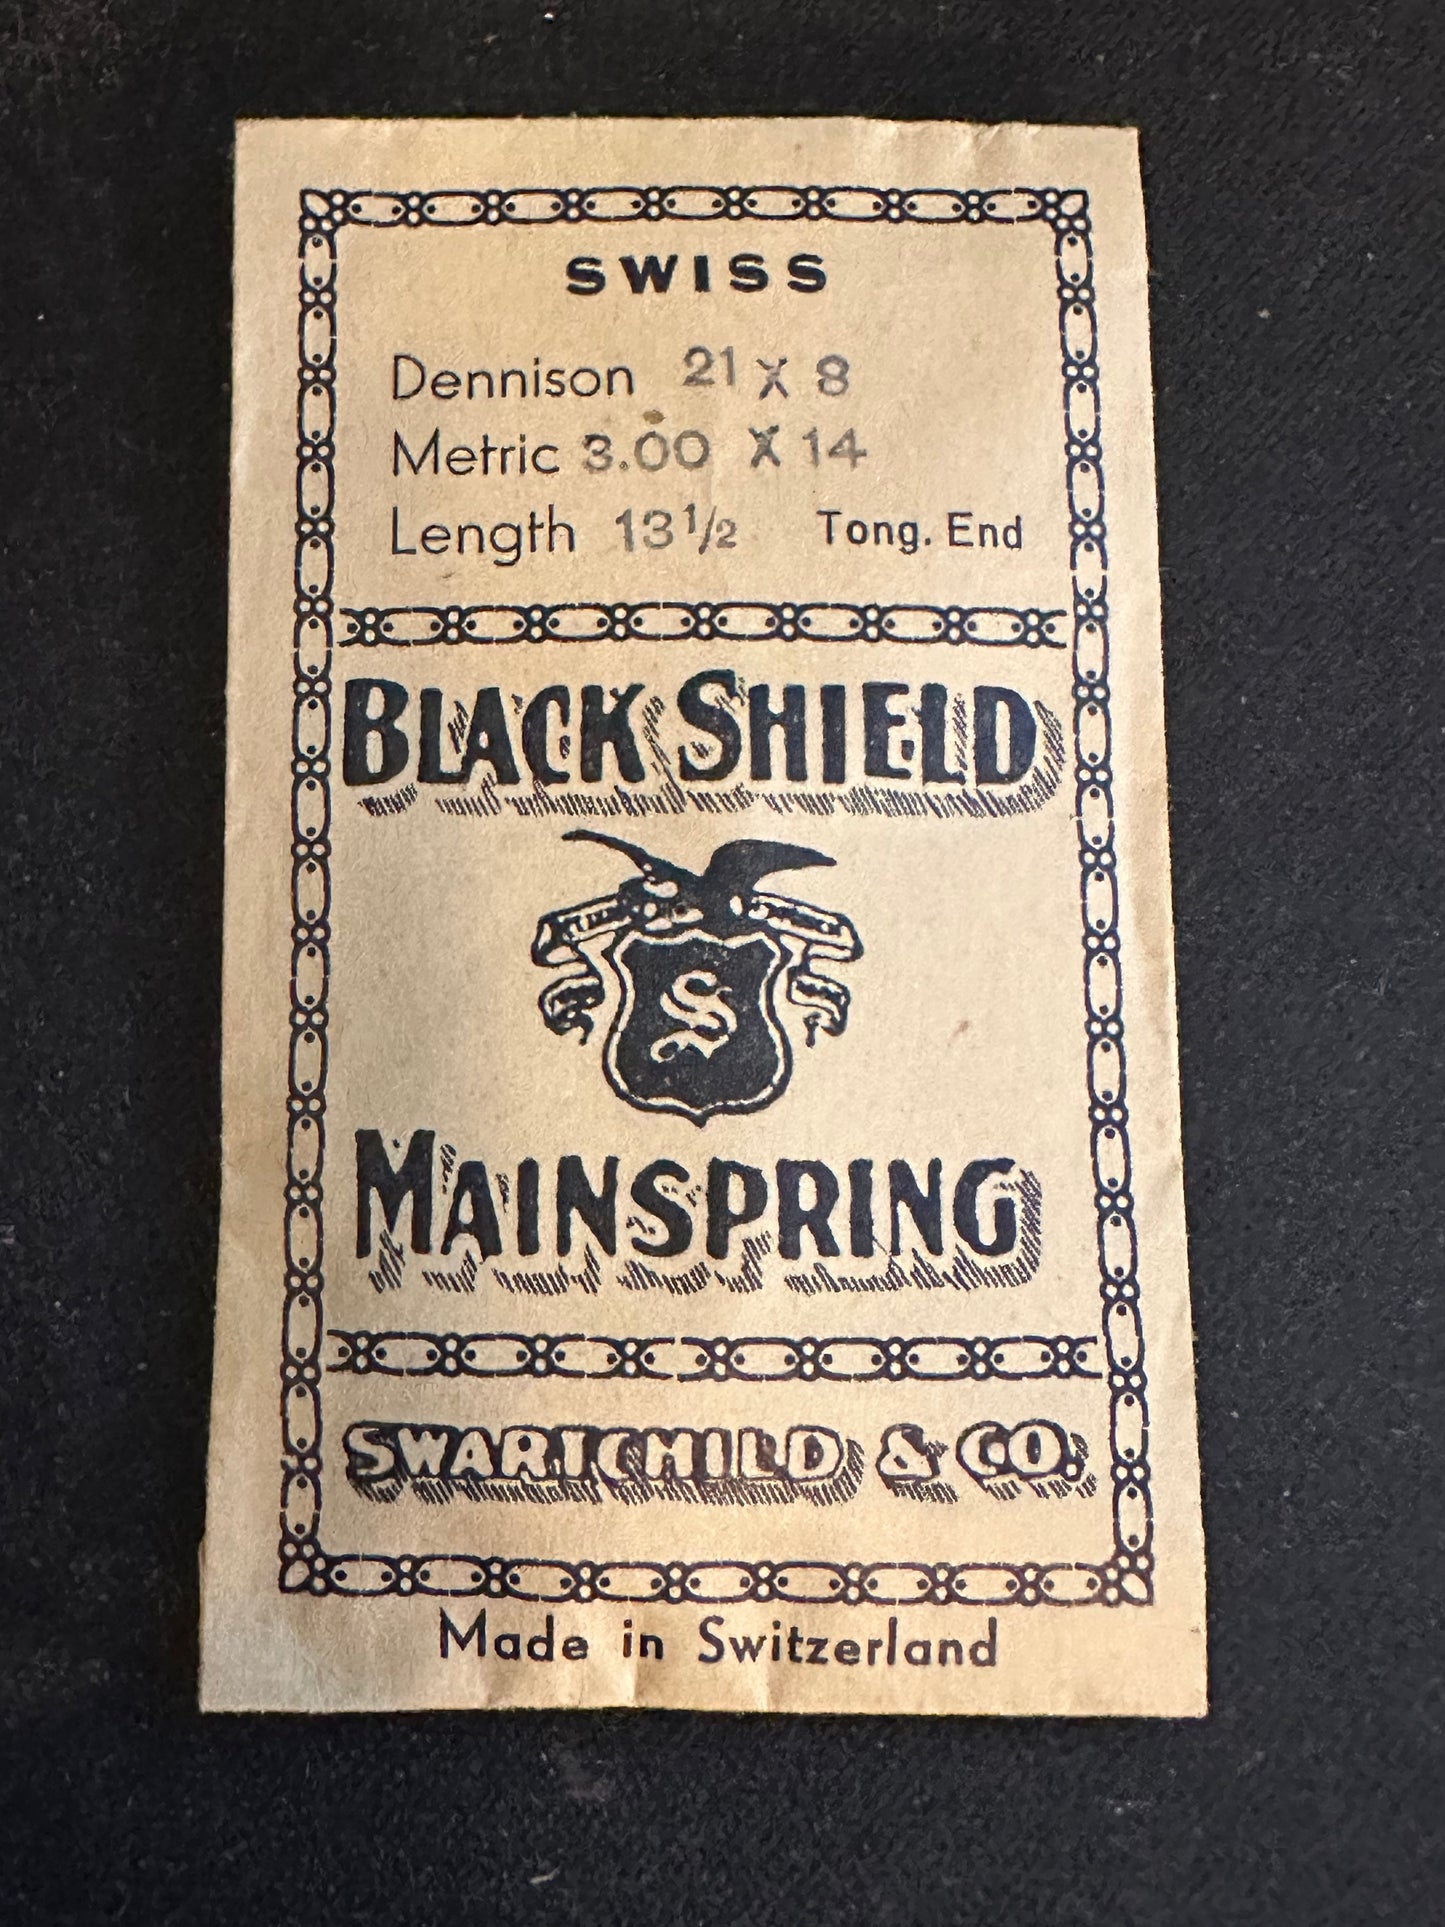 SWISS
Dennison 21 X 8
Metric 3.00 X 14
Length 13 1/2 Tong. End
BLACK SHIELD
S
MAINSPRING
SWARTCHILD & CO.
Made in Switzerland